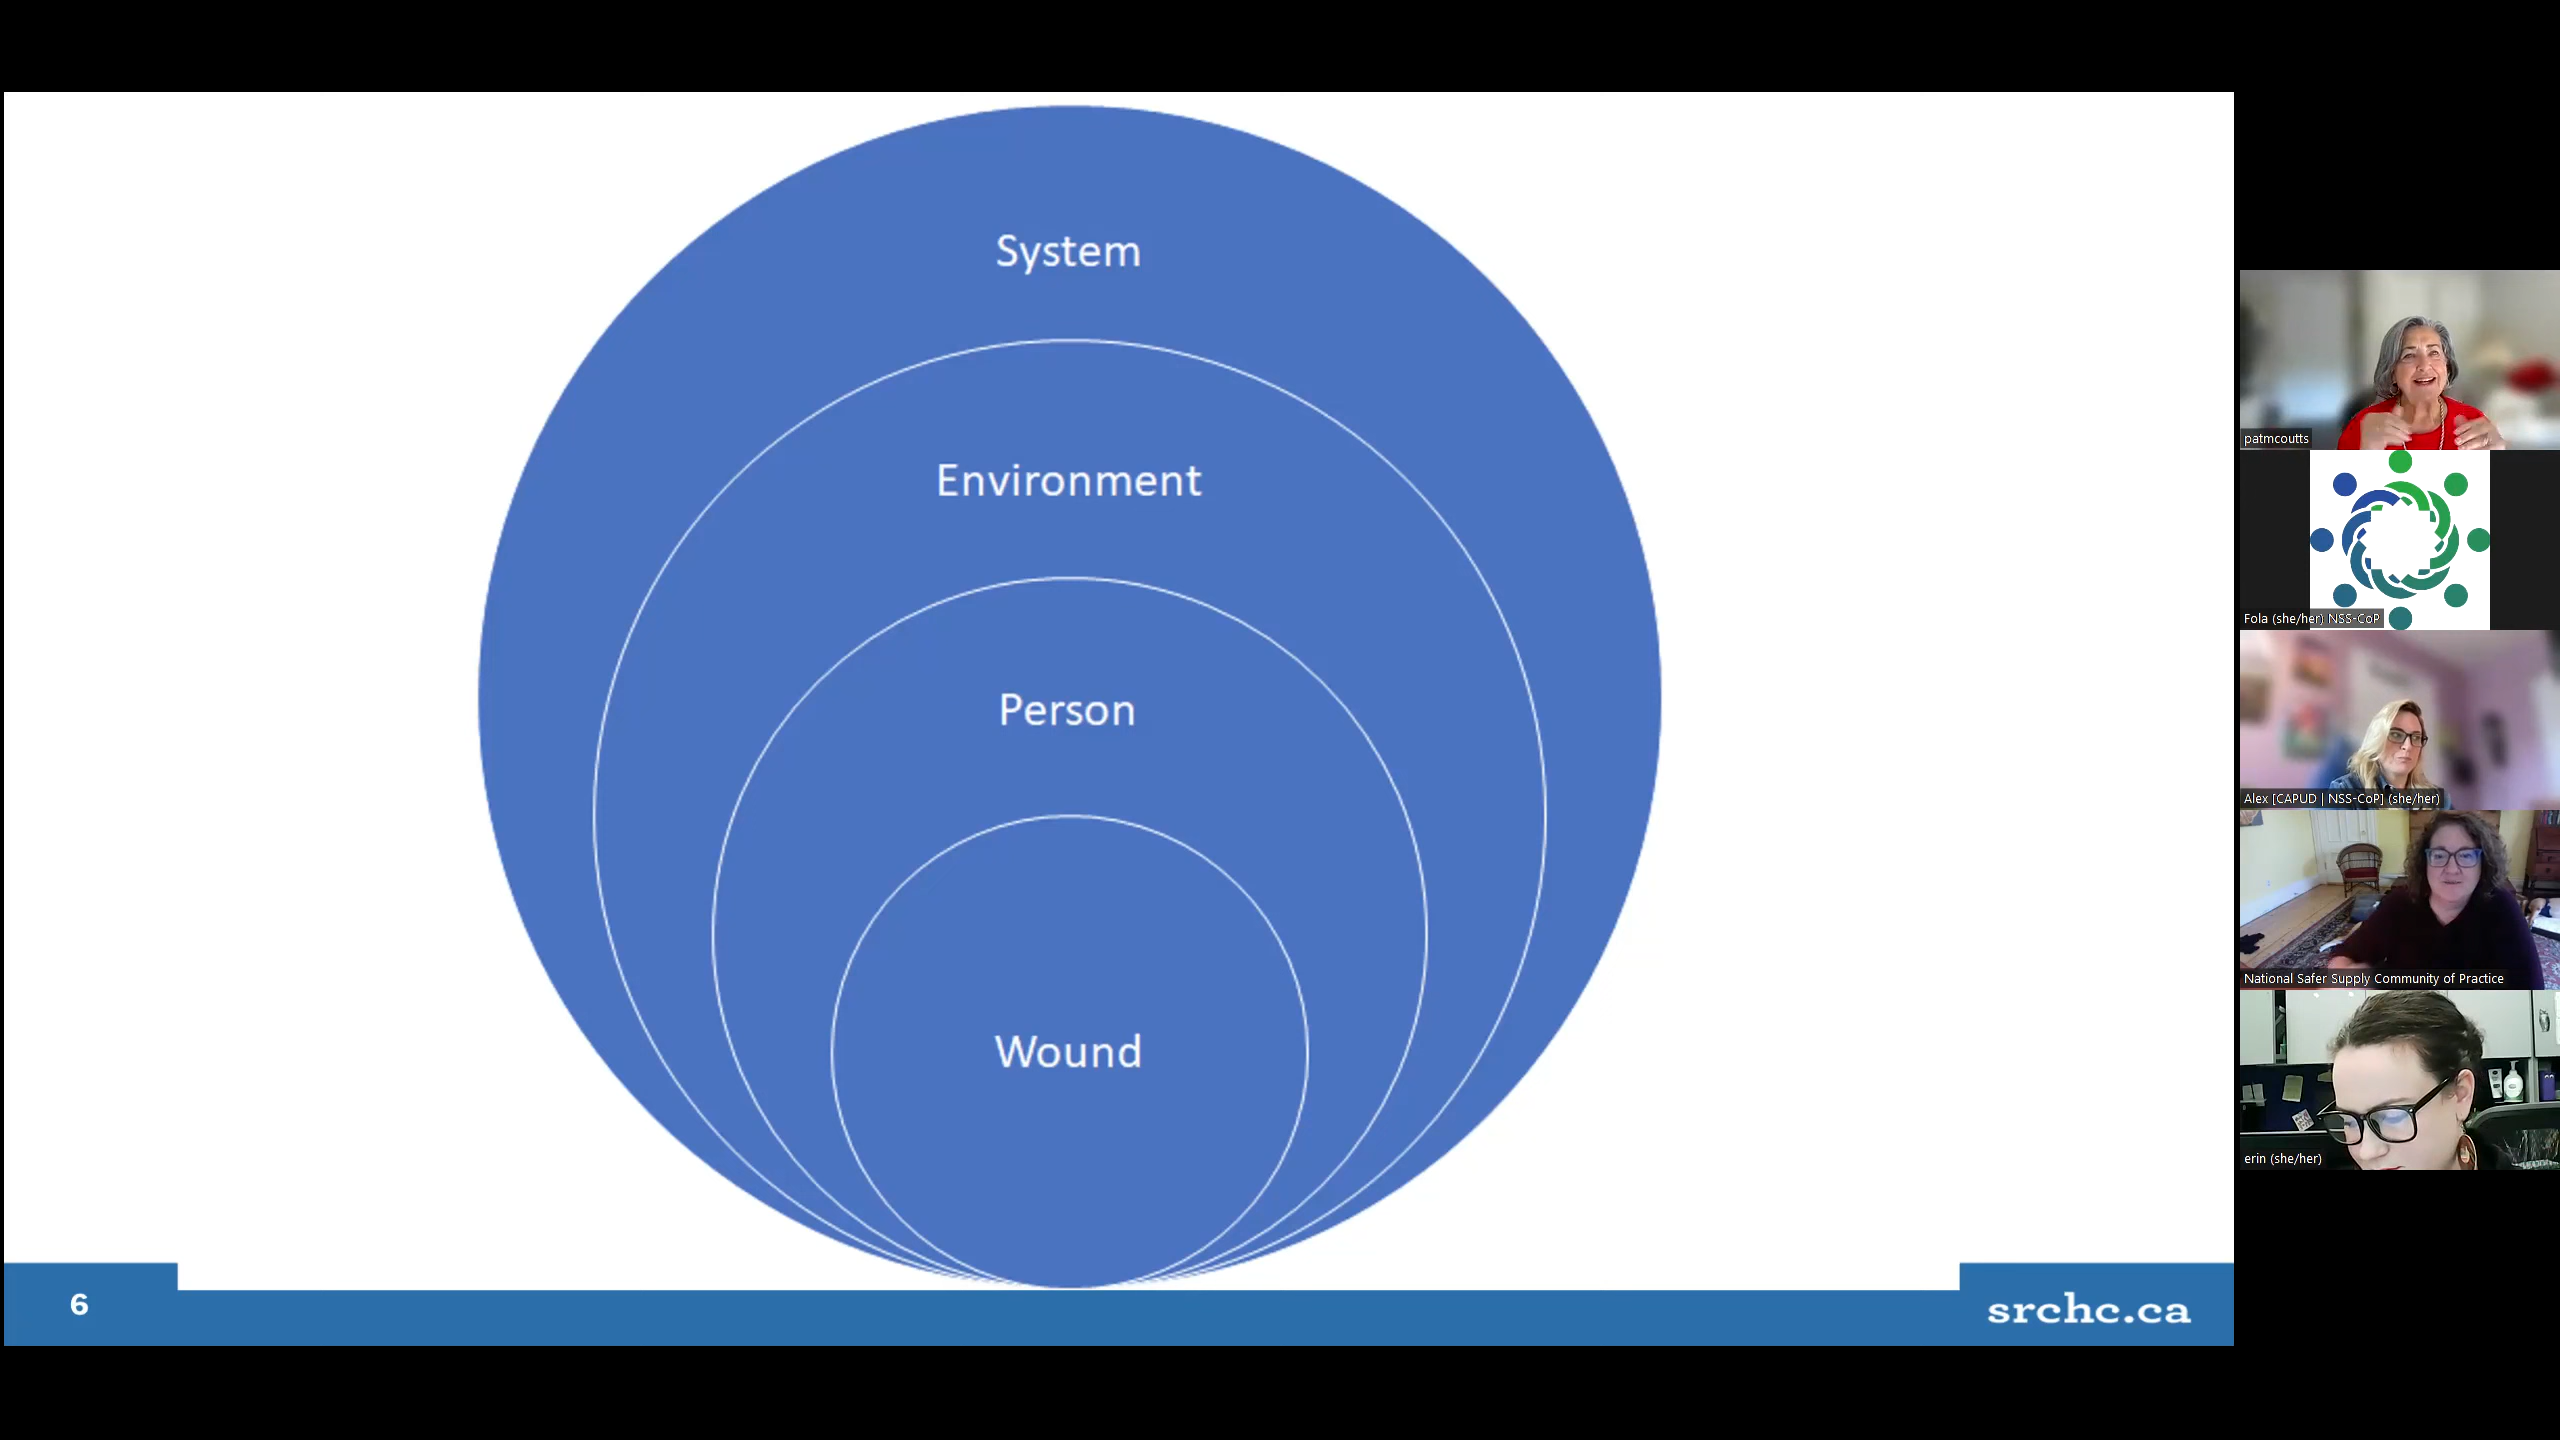 System
Environment
Person
Wound
6
srchc.ca
patmcoutts
Fola (she/her) NSS-CoP
Alex [CAPUD | NSS-CoP] (she/her)
National Safer Supply Community of Practice
erin (she/her)